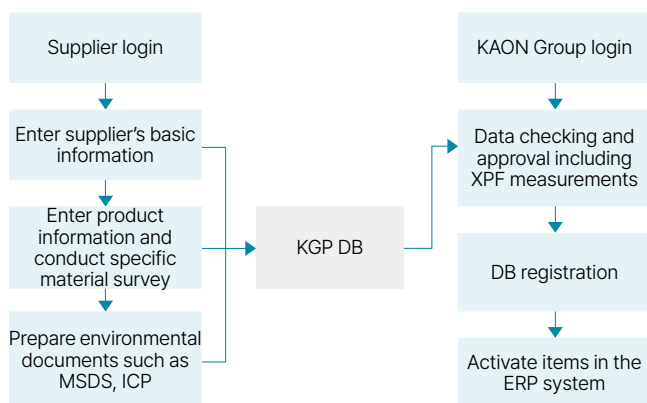 Supplier login
Enter supplier's basic
information
Enter product
information and
conduct specific
material survey
Prepare environmental
documents such as
MSDS, ICP
KGP DB
KAON Group login
Data checking and
approval including
XPF measurements
DB registration
Activate items in the
ERP system